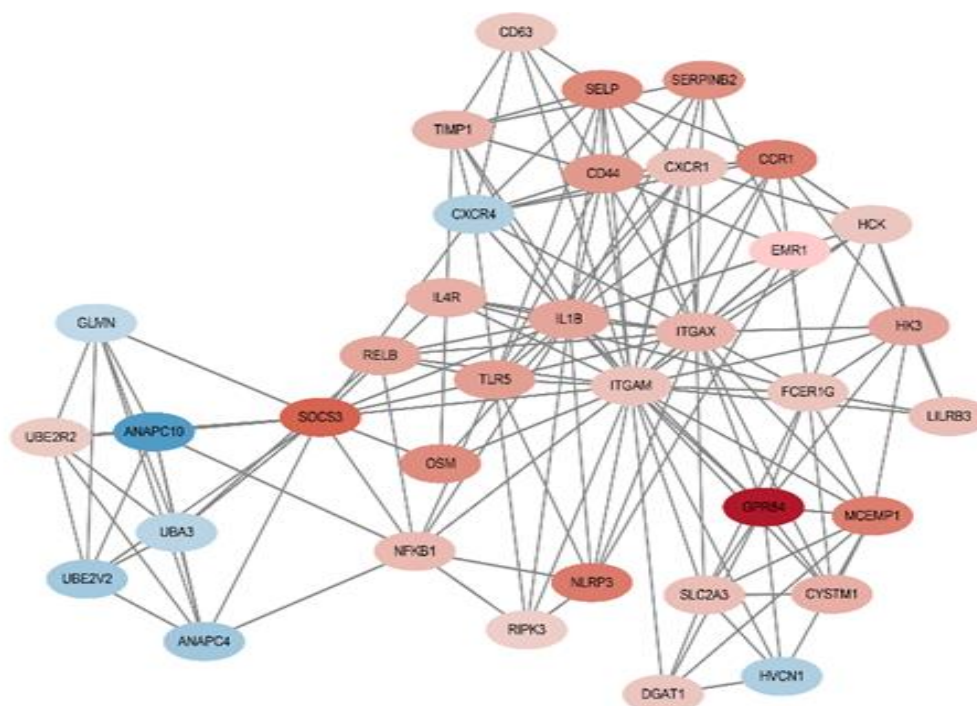 CD63
SELP
SERPINB2
TIMP1
CD44
CXCR1
CCR1
CXCR4
HCK
EMR1
IL4R
GLMN
IL1B
ITGAX
HK3
RELB
TLR5
ITGAM
FCER1G
UBE2R2
ANAPC10
SOCS3
LILRB3
OSM
GPR84
MCEMP1
UBA3
NFKB1
UBE2V2
NLRP3
SLC2A3
CYSTM1
RIPK3
ANAPC4
DGAT1
HVCN1